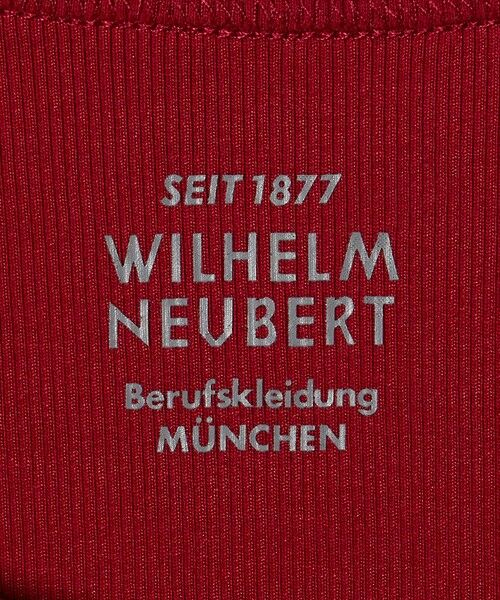 SEIT 1877
WILHELM
NEUBERT
Berufskleidung
MÜNCHEN